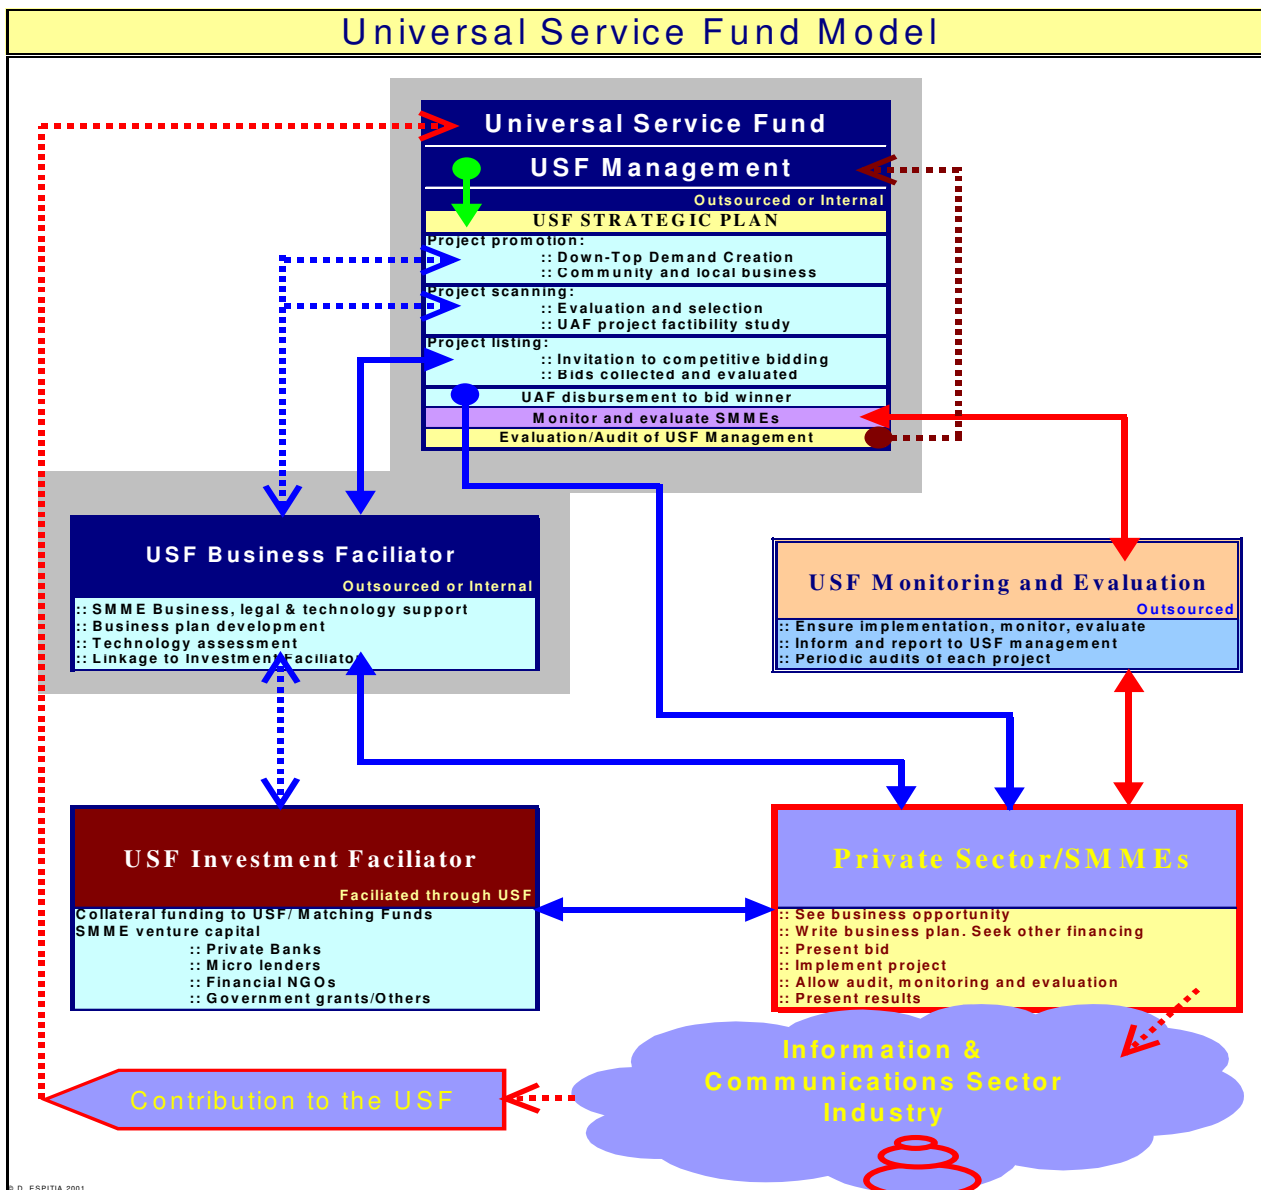 Universal Service Fund Model
Universal Service Fund
USF Management
Outsourced or Internal
USF STRATEGIC PLAN
Project promotion:
:: Down-Top Demand Creation
:: Community and local business
Project scanning:
:: Evaluation and selection
:: UAF project factibility study
Project listing:
:: Invitation to competitive bidding
:: Bids collected and evaluated
UAF disbursement to bid winner
Monitor and evaluate SMMEs
Evaluation/Audit of USF Management
USF Business Faciliator
Outsourced or Internal
:: SMME Business, legal & technology support
:: Business plan development
:: Technology assessment
:: Linkage to Investment Faciliator
USF Monitoring and Evaluation
Outsourced
:: Ensure implementation, monitor, evaluate
:: Inform and report to USF management
:: Periodic audits of each project
USF Investment Faciliator
Faciliated through USF
Collateral funding to USF/ Matching Funds
SMME venture capital
:: Private Banks
:: Micro lenders
:: Financial NGOs
:: Government grants/Others
Private Sector/SMMEs
:: See business opportunity
:: Write business plan. Seek other financing
:: Present bid
:: Implement project
:: Allow audit, monitoring and evaluation
:: Present results
Information &
Communications Sector
Industry
Contribution to the USF
© D. ESPITIA 2001